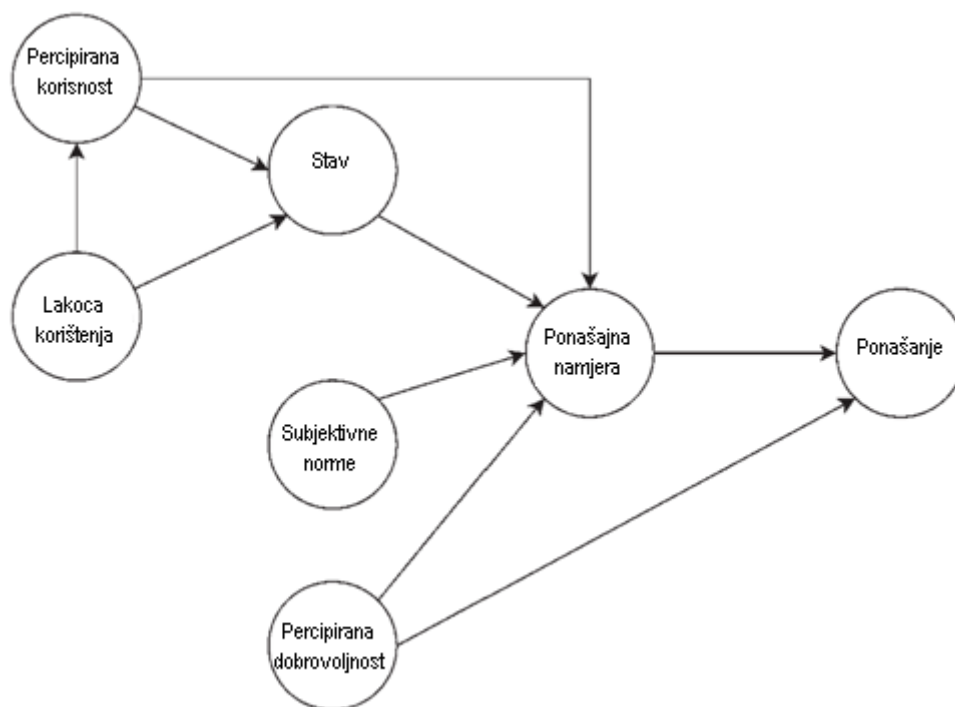 Percipirana
korisnost
Stav
Lakoca
korištenja
Ponašajna
namjera
Ponašanje
Subjektivne
norme
Percipirana
dobrovoljnost